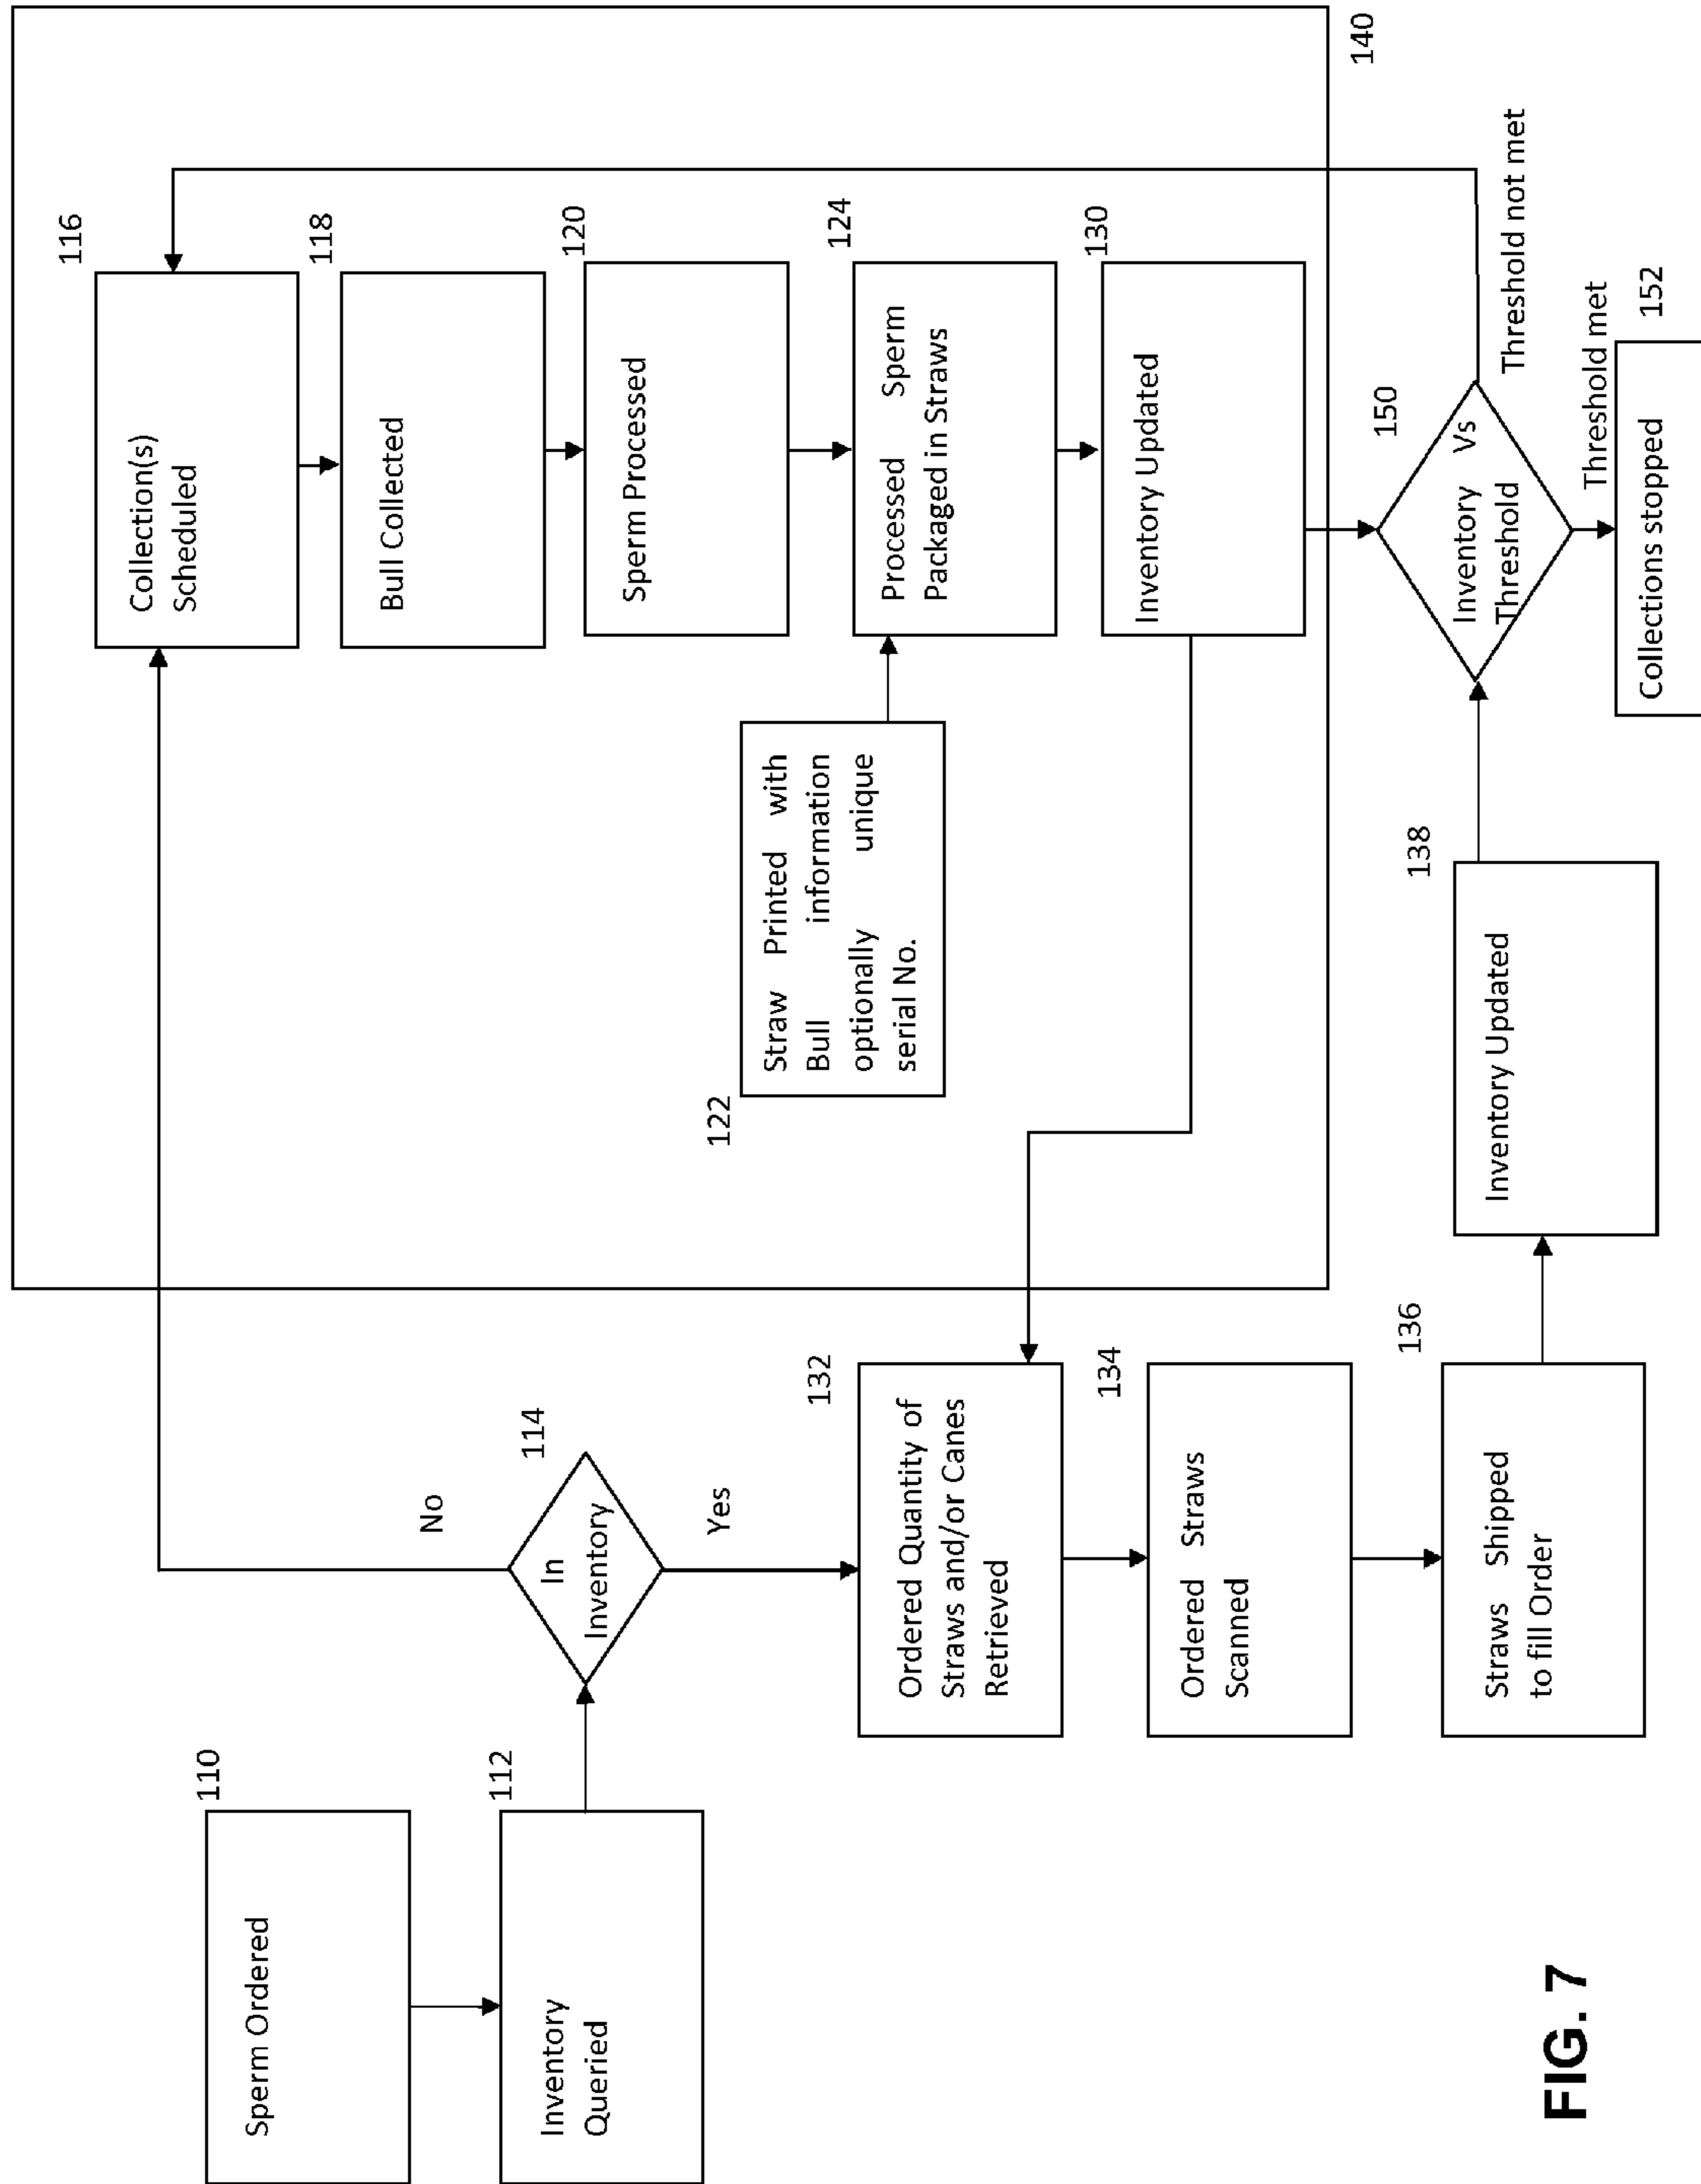 110
Sperm Ordered
112
Inventory
Queried
114
In
Inventory
No
Yes
116
Collection(s)
Scheduled
118
Bull Collected
120
Sperm Processed
122
Straw Printed with
Bull information
optionally unique
serial No.
124
Processed Sperm
Packaged in Straws
130
Inventory Updated
132
Ordered Quantity of
Straws and/or Canes
Retrieved
134
Ordered Straws
Scanned
136
Straws Shipped
to fill Order
138
Inventory Updated
140
150
Inventory Vs
Threshold
Threshold not met
Threshold met
152
Collections stopped
FIG. 7